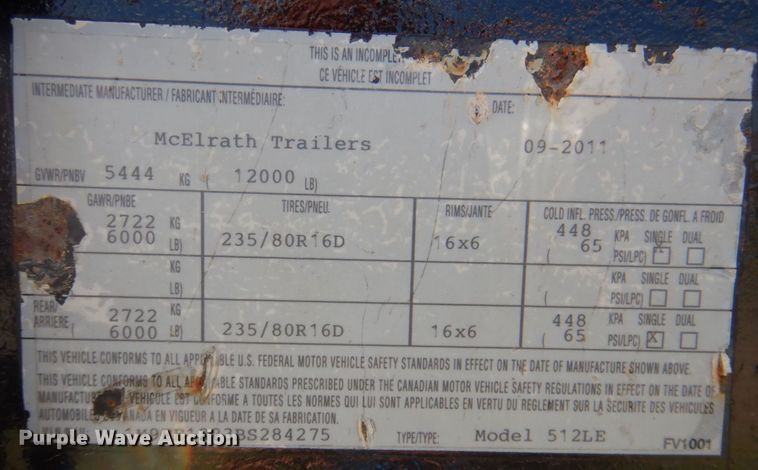 THIS IS AN
CE VÉHICLE EST INCOMPLET
INTERMEDIATE MANUFACTURER / FABRICANT INTERMÉDIAIRE: DATE:
McElrath Trailers 09-2011
GVWR/PNBV 5444 KG ( 12000 LB)
GAWR/PNBE TIRES/PNEU. RIMS/JANTE COLD INFL. PRESS./PRESS. DE GONFL. A FROID
2722 KG 448 KPA SINGLE DUAL
6000 LB) 235/80R16D 16x6 ( 65 PSI/LPC) X
KG KPA SINGLE DUAL
LB) ( PSI/LPC)
REAR/ 2722 KG 448 KPA SINGLE DUAL
ARRIERE ( 6000 LB) 235/80R16D 16x6 ( 65 PSI/LPC) X
THIS VEHICLE CONFORMS TO ALL U.S. FEDERAL MOTOR VEHICLE SAFETY STANDARDS IN EFFECT ON THE DATE OF MANUFACTURE SHOWN ABOVE.
THIS VEHICLE CONFORMS TO ALL STANDARDS PRESCRIBED UNDER THE CANADIAN MOTOR VEHICLE SAFETY REGULATIONS IN EFFECT ON THE DATE OF
VEHICULE EST CONFORME A TOUTES LES NORMES QUI LUI SONT APPLICABLES EN VERTU DU REGLEMENT SUR LA SECURITE DES VEHICULES
AUTOMOBILES EN VIGUEUR A LA DATE DE SA FABRICATION.
BS284275 TYPE/TYPE: Model 512LE FV1001
Purple Wave Auction